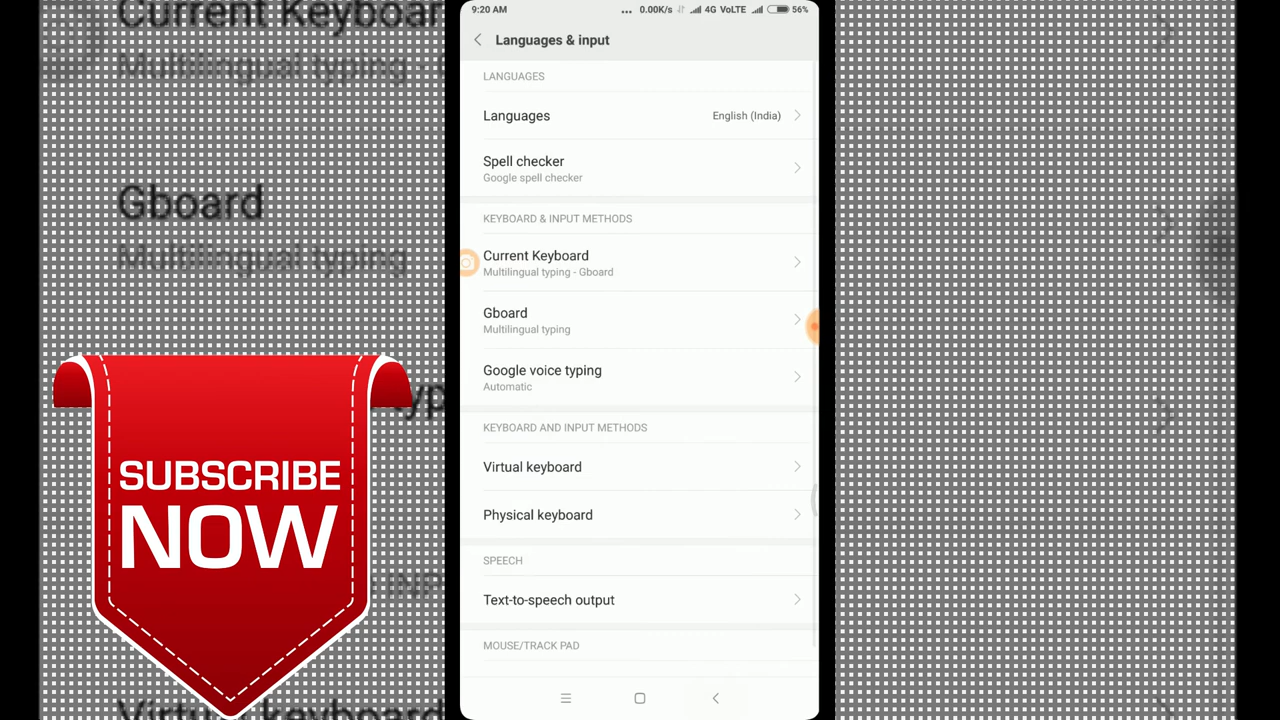 Current Keyboar
Multilingual typing -
Gboard
Multilingual typing
SUBSCRIBE
NOW
Virtual keyboard
9:20 AM
... 0.00K/s 4G VoLTE 56%
Languages & input
LANGUAGES
Languages
English (India)
Spell checker
Google spell checker
KEYBOARD & INPUT METHODS
Current Keyboard
Multilingual typing - Gboard
Gboard
Multilingual typing
Google voice typing
Automatic
KEYBOARD AND INPUT METHODS
Virtual keyboard
Physical keyboard
SPEECH
Text-to-speech output
MOUSE/TRACK PAD